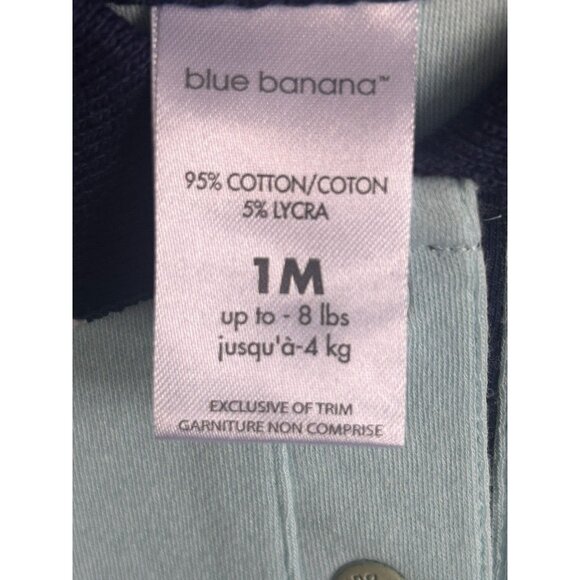 blue banana™
95% COTTON/COTON
5% LYCRA
1M
up to - 8 lbs
jusqu'à-4 kg
EXCLUSIVE OF TRIM
GARNITURE NON COMPRISE